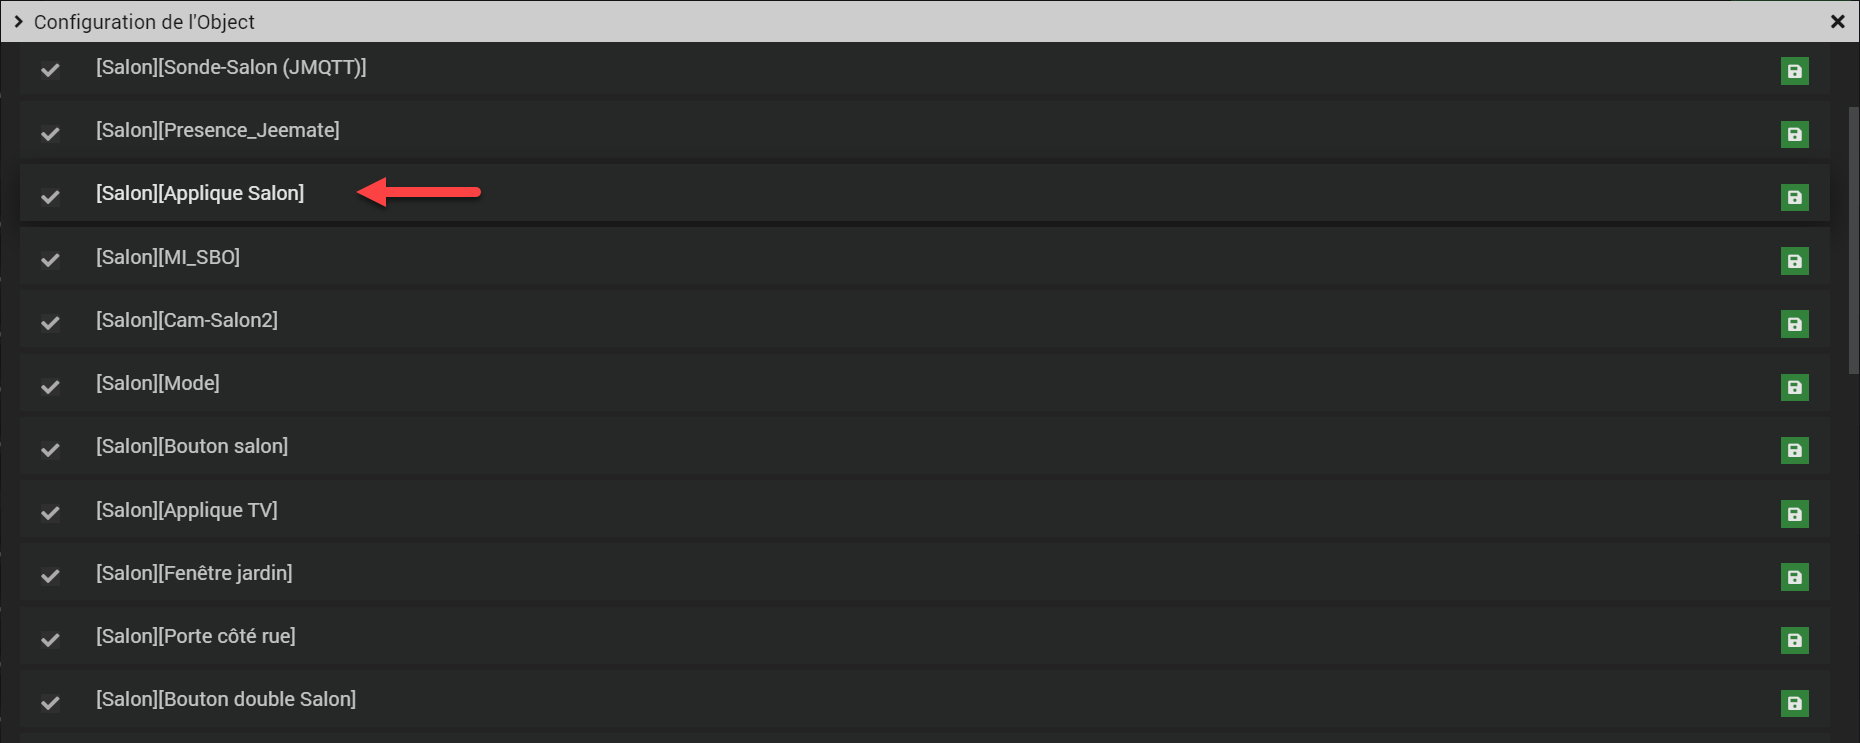 Configuration de l'Object
[Salon][Sonde-Salon (JMQTT)]
[Salon][Presence_Jeemate]
[Salon][Applique Salon]
[Salon][MI_SBO]
[Salon][Cam-Salon2]
[Salon][Mode]
[Salon][Bouton salon]
[Salon][Applique TV]
[Salon][Fenêtre jardin]
[Salon][Porte côté rue]
[Salon][Bouton double Salon]